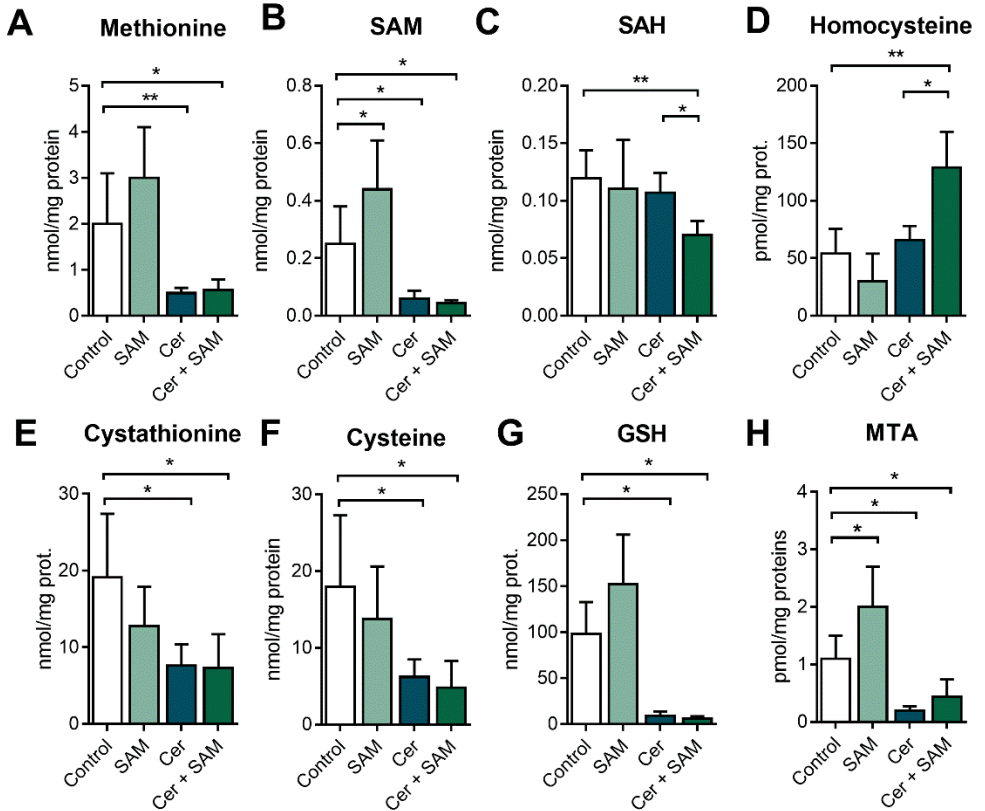 A Methionine
nmol/mg protein
5
4
3
2
1
0
*
**
Control
SAM
Cer
Cer + SAM
B SAM
nmol/mg protein
0.8
0.6
0.4
0.2
0.0
*
*
*
Control
SAM
Cer
Cer + SAM
C SAH
nmol/mg protein
0.20
0.15
0.10
0.05
0.00
**
*
Control
SAM
Cer
Cer + SAM
D Homocysteine
pmol/mg prot.
200
150
100
50
0
**
*
Control
SAM
Cer
Cer + SAM
E Cystathionine
nmol/mg prot.
30
20
10
0
*
*
Control
SAM
Cer
Cer + SAM
F Cysteine
nmol/mg protein
30
20
10
0
*
*
Control
SAM
Cer
Cer + SAM
G GSH
nmol/mg prot.
250
200
150
100
50
0
*
*
Control
SAM
Cer
Cer + SAM
H MTA
pmol/mg proteins
4
3
2
1
0
*
*
*
Control
SAM
Cer
Cer + SAM